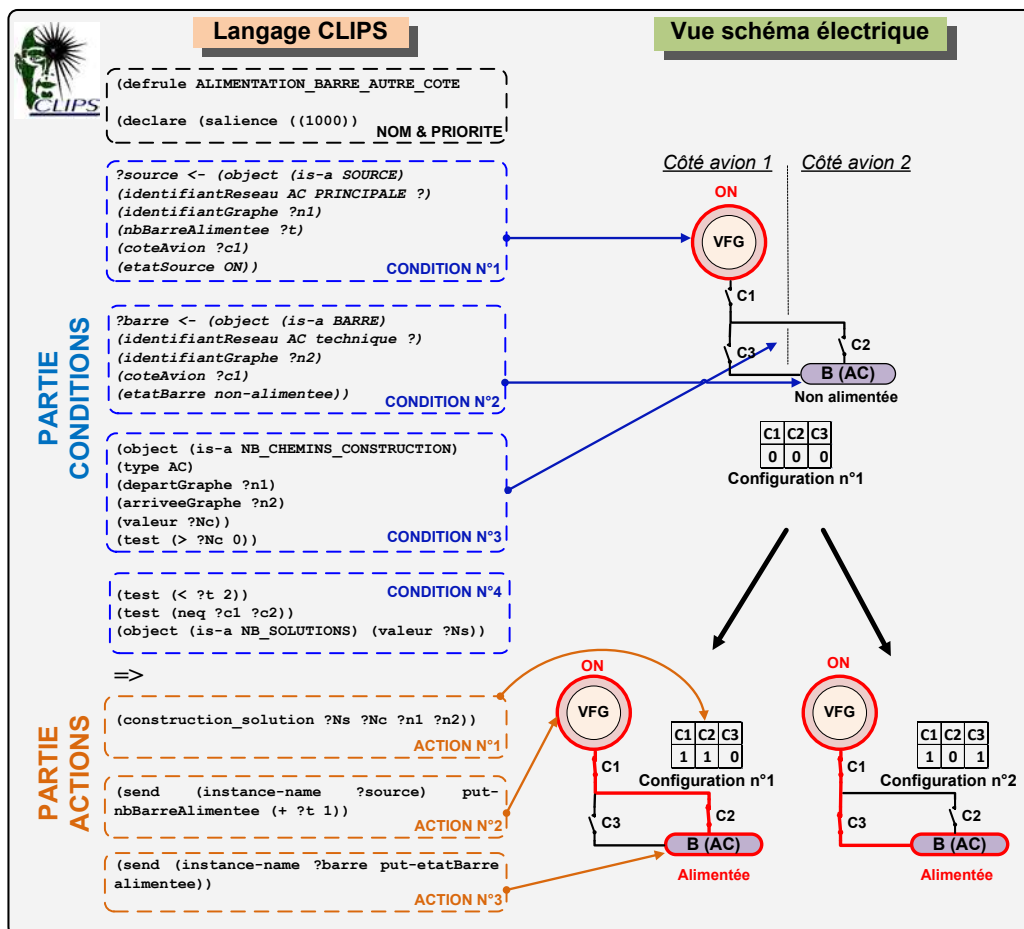 Langage CLIPS
Vue schéma électrique
CLIPS
(defrule ALIMENTATION_BARRE_AUTRE_COTE
(declare (salience ((1000))
NOM & PRIORITE
PARTIE
CONDITIONS
?source <- (object (is-a SOURCE)
(identifiantReseau AC PRINCIPALE ?)
(identifiantGraphe ?n1)
(nbBarreAlimentee ?t)
(coteAvion ?c1)
(etatSource ON))
CONDITION N°1
?barre <- (object (is-a BARRE)
(identifiantReseau AC technique ?)
(identifiantGraphe ?n2)
(coteAvion ?c1)
(etatBarre non-alimentee))
CONDITION N°2
(object (is-a NB_CHEMINS_CONSTRUCTION)
(type AC)
(departGraphe ?n1)
(arriveeGraphe ?n2)
(valeur ?Nc))
(test (> ?Nc 0))
CONDITION N°3
CONDITION N°4
(test (< ?t 2))
(test (neq ?c1 ?c2))
(object (is-a NB_SOLUTIONS) (valeur ?Ns))
=>
PARTIE
ACTIONS
(construction_solution ?Ns ?Nc ?n1 ?n2))
ACTION N°1
(send (instance-name ?source) put-
nbBarreAlimentee (+ ?t 1))
ACTION N°2
(send (instance-name ?barre put-etatBarre
alimentee))
ACTION N°3
Côté avion 1
Côté avion 2
ON
VFG
C1
C3
C2
B (AC)
Non alimentée
C1 C2 C3
0 0 0
Configuration n°1
ON
VFG
C1 C2 C3
1 1 0
Configuration n°1
C1
C3
C2
B (AC)
Alimentée
ON
VFG
C1 C2 C3
1 0 1
Configuration n°2
C1
C3
C2
B (AC)
Alimentée